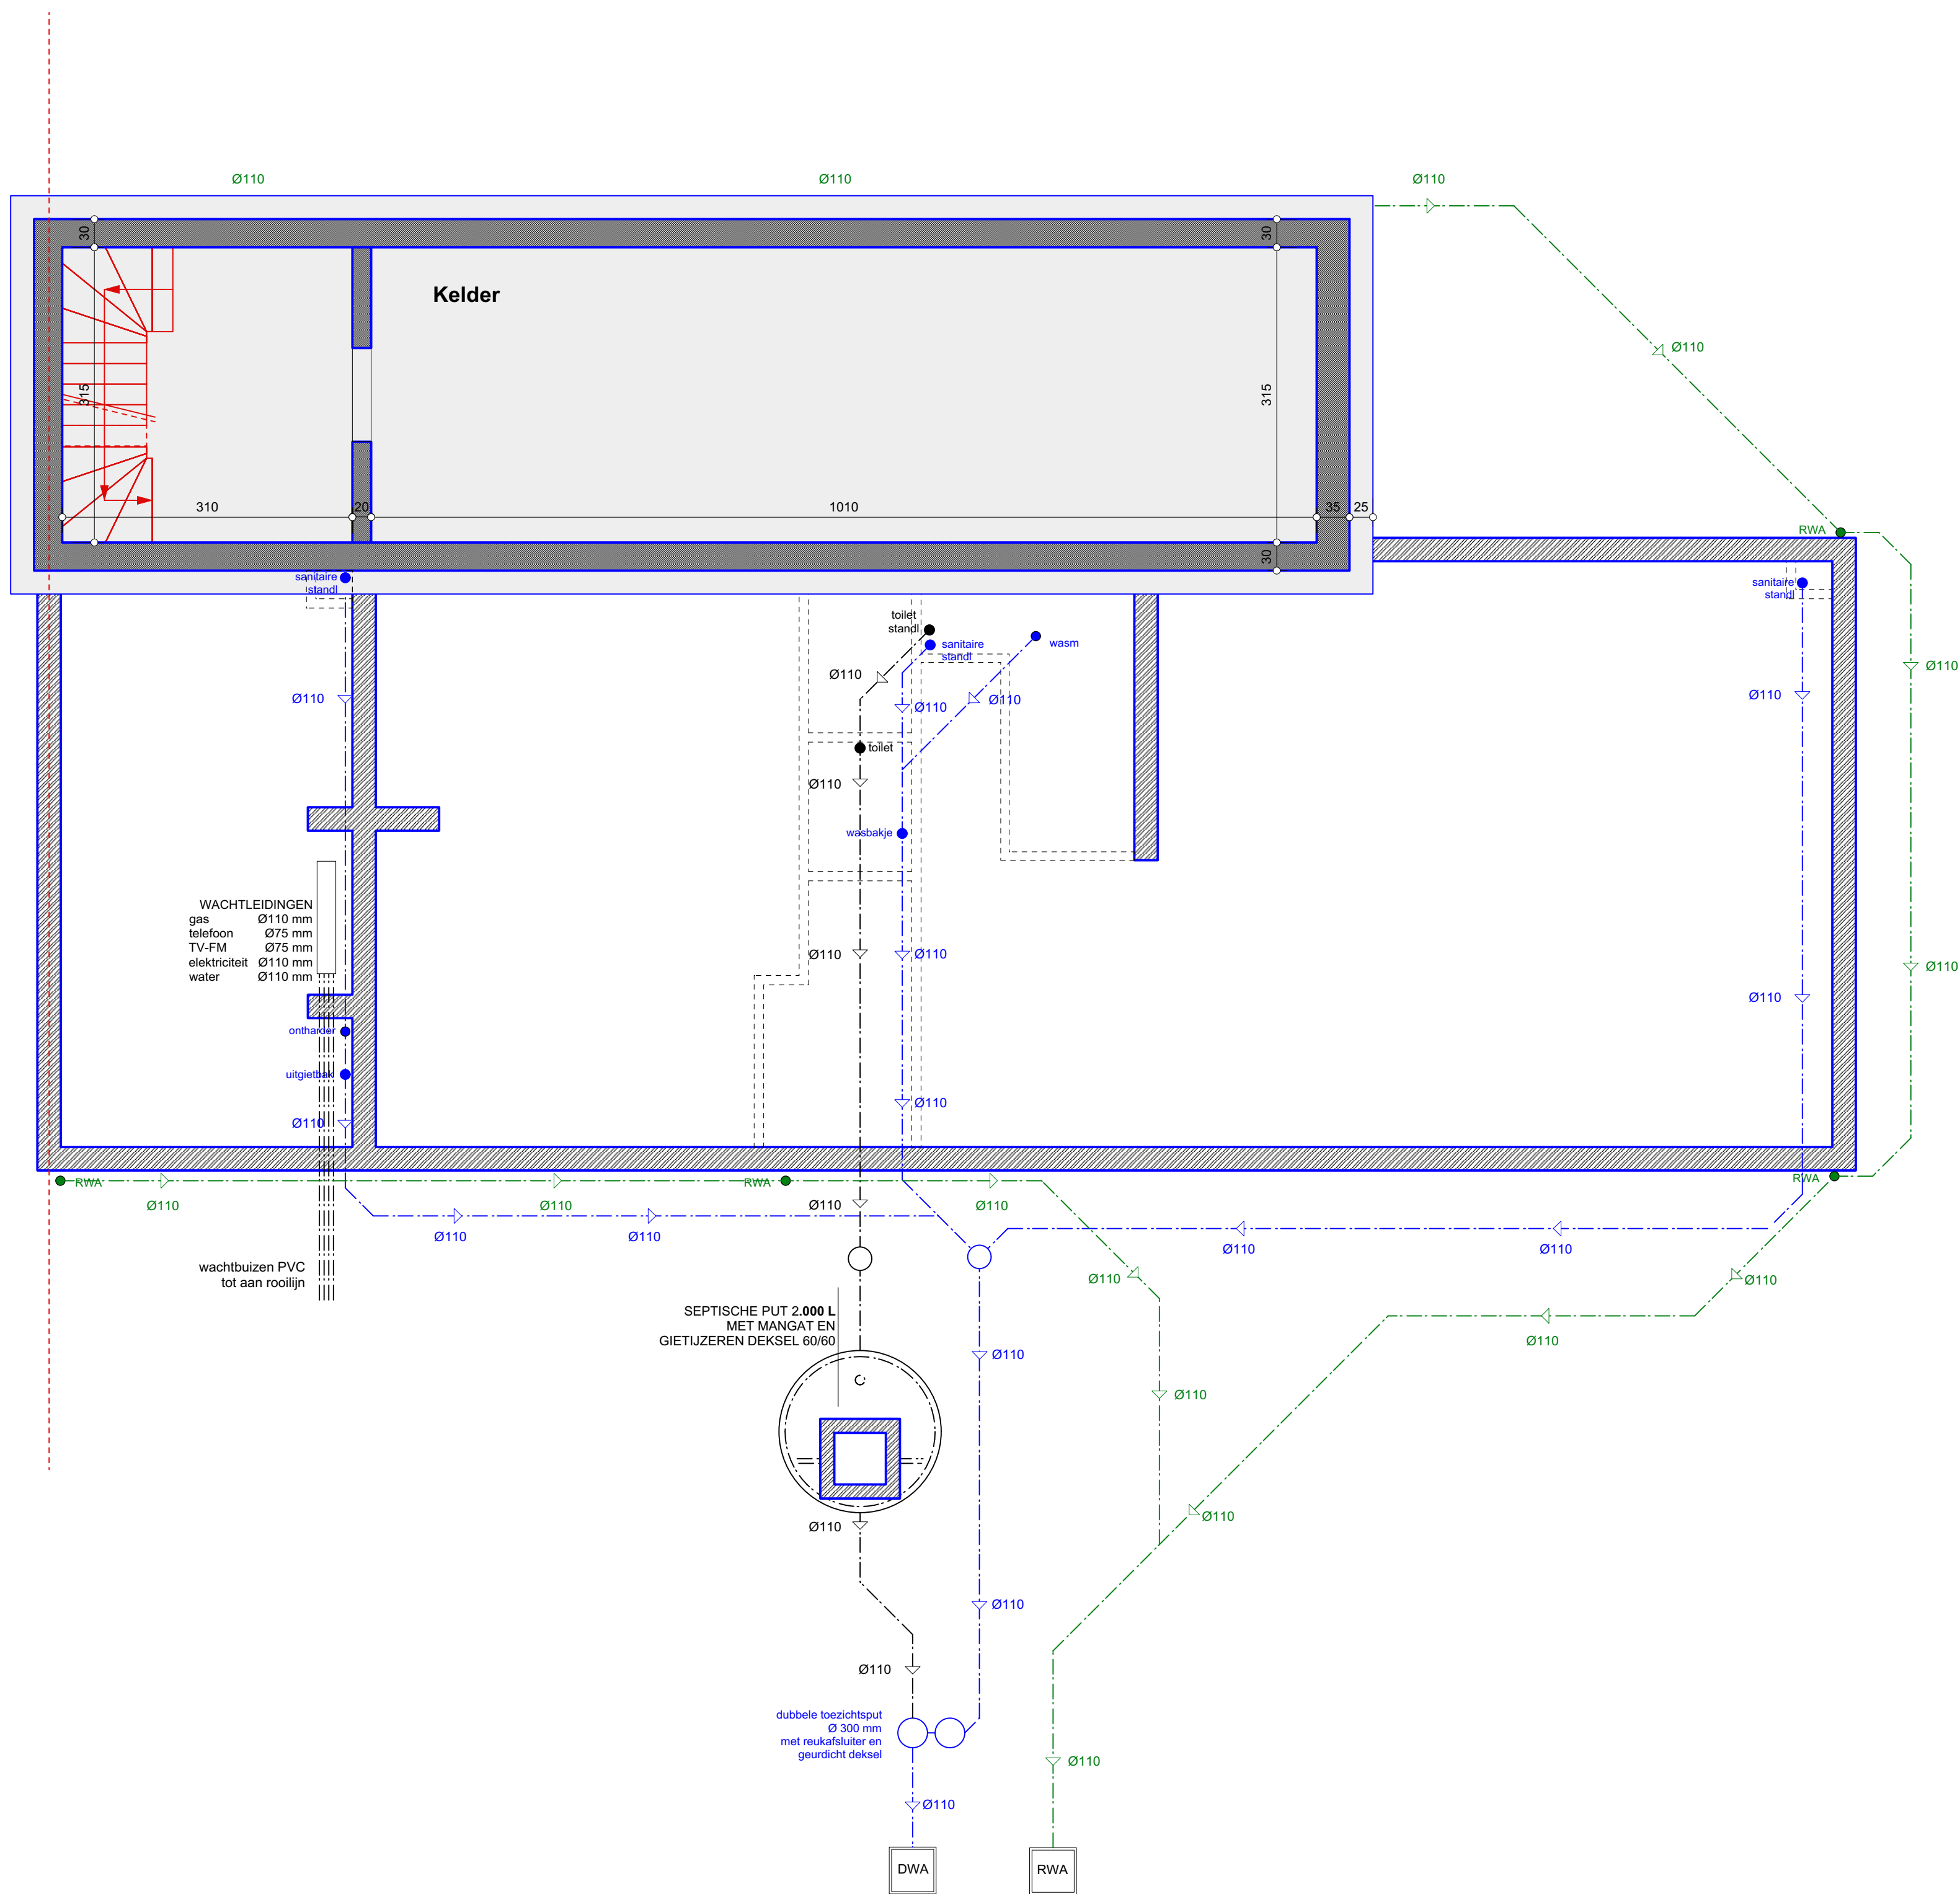 Ø110
Ø110
Ø110
30
30
Kelder
Ø110
315
315
310
20
1010
35
25
RWA
30
sanitaire
standl
sanitaire
standl
toilet
standl
sanitaire
standl
wasm
Ø110
Ø110
Ø110
Ø110
Ø110
Ø110
Ø110
toilet
Ø110
wasbakje
WACHTLEIDINGEN
gas Ø110 mm
telefoon Ø75 mm
TV-FM Ø75 mm
elektriciteit Ø110 mm
water Ø110 mm
Ø110
Ø110
Ø110
Ø110
ontharder
uitgietbak
Ø110
Ø110
RWA
RWA
RWA
Ø110
Ø110
Ø110
Ø110
Ø110
Ø110
Ø110
Ø110
wachtbuizen PVC
tot aan rooilijn
Ø110
Ø110
SEPTISCHE PUT 2.000 L
MET MANGAT EN
GIETIJZEREN DEKSEL 60/60
Ø110
Ø110
Ø110
Ø110
Ø110
Ø110
Ø110
dubbele toezichtsput
Ø 300 mm
met reukafsluiter en
geurdicht deksel
Ø110
Ø110
DWA
RWA